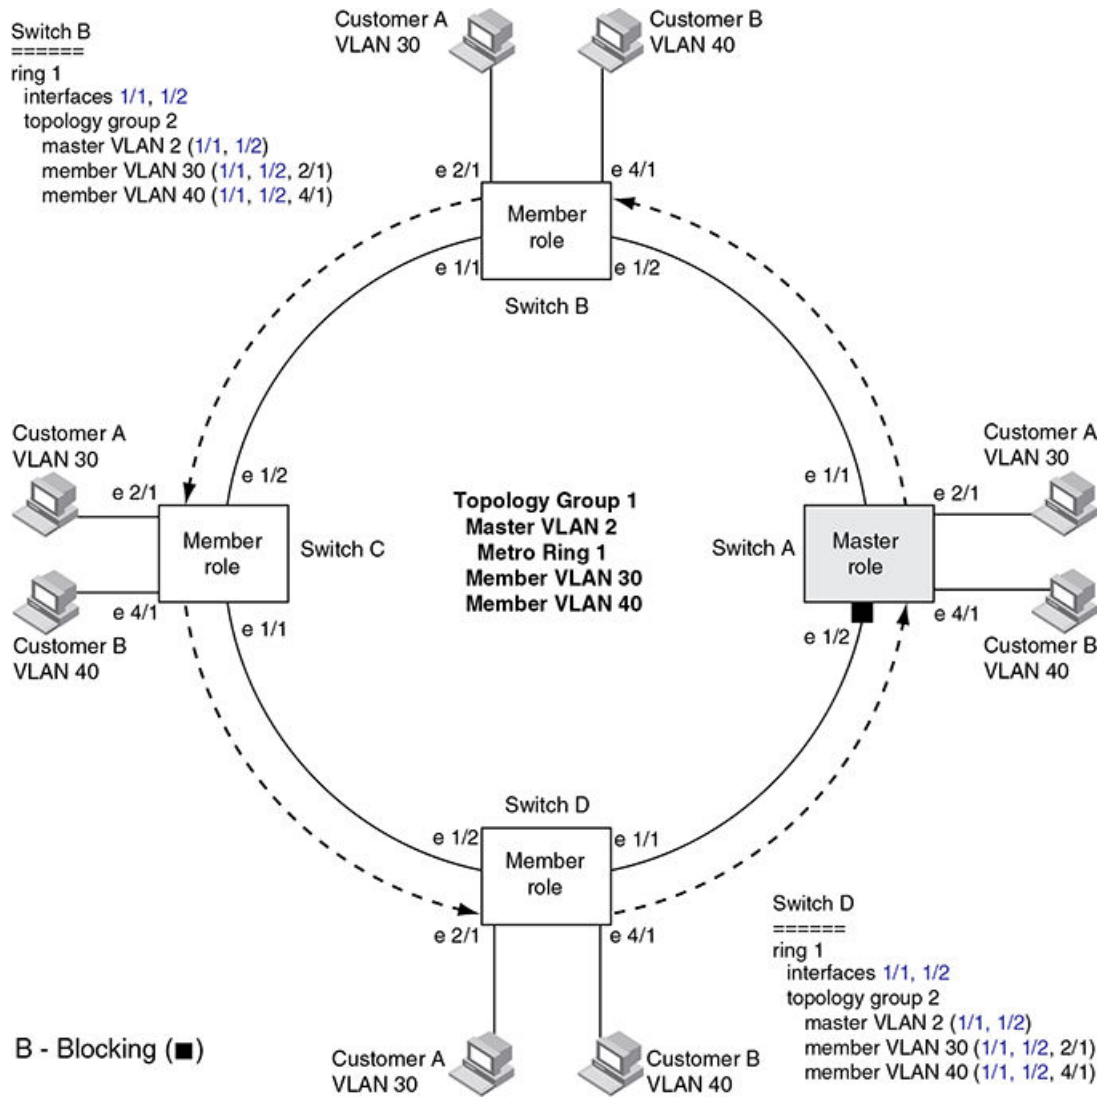 Switch B
======
ring 1
interfaces 1/1, 1/2
topology group 2
master VLAN 2 (1/1, 1/2)
member VLAN 30 (1/1, 1/2, 2/1)
member VLAN 40 (1/1, 1/2, 4/1)
Customer A
VLAN 30
Customer B
VLAN 40
e 2/1
e 4/1
Member
role
e 1/1
e 1/2
Switch B
Customer A
VLAN 30
e 2/1
e 1/2
Member
role
Switch C
e 4/1
e 1/1
Customer B
VLAN 40
Topology Group 1
Master VLAN 2
Metro Ring 1
Member VLAN 30
Member VLAN 40
Customer A
VLAN 30
e 1/1
e 2/1
Switch A
Master
role
e 1/2
e 4/1
Customer B
VLAN 40
Switch D
e 1/2
e 1/1
Member
role
e 2/1
e 4/1
Customer A
VLAN 30
Customer B
VLAN 40
Switch D
======
ring 1
interfaces 1/1, 1/2
topology group 2
master VLAN 2 (1/1, 1/2)
member VLAN 30 (1/1, 1/2, 2/1)
member VLAN 40 (1/1, 1/2, 4/1)
B - Blocking (■)